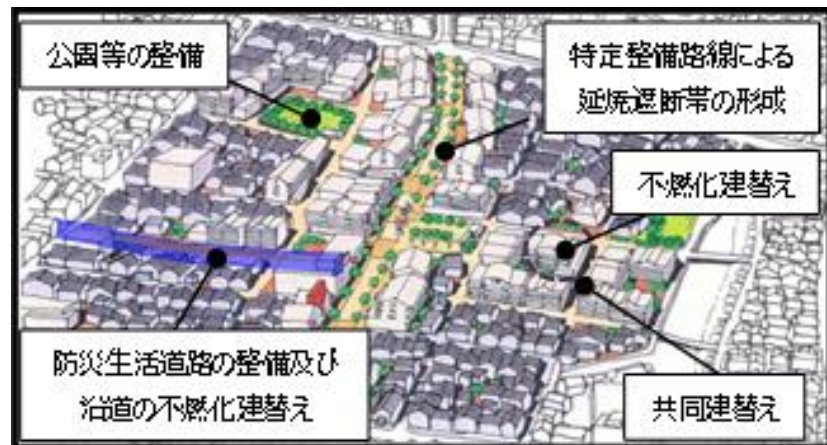 公園等の整備
特定整備路線による
延焼遮断帯の形成
不燃化建替え
防災生活道路の整備及び
沿道の不燃化建替え
共同建替え